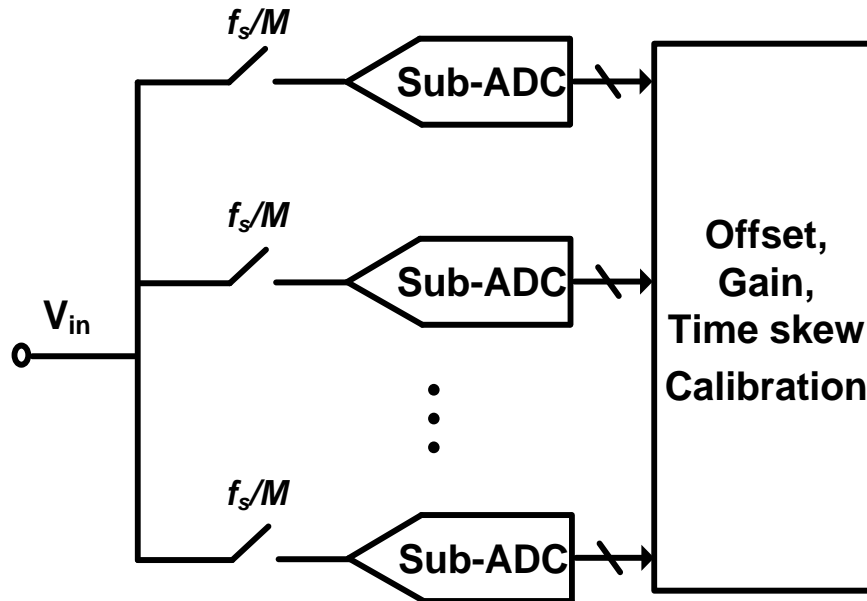 fs/M
Sub-ADC
fs/M
Sub-ADC
Vin
Offset,
Gain,
Time skew
Calibration
fs/M
Sub-ADC